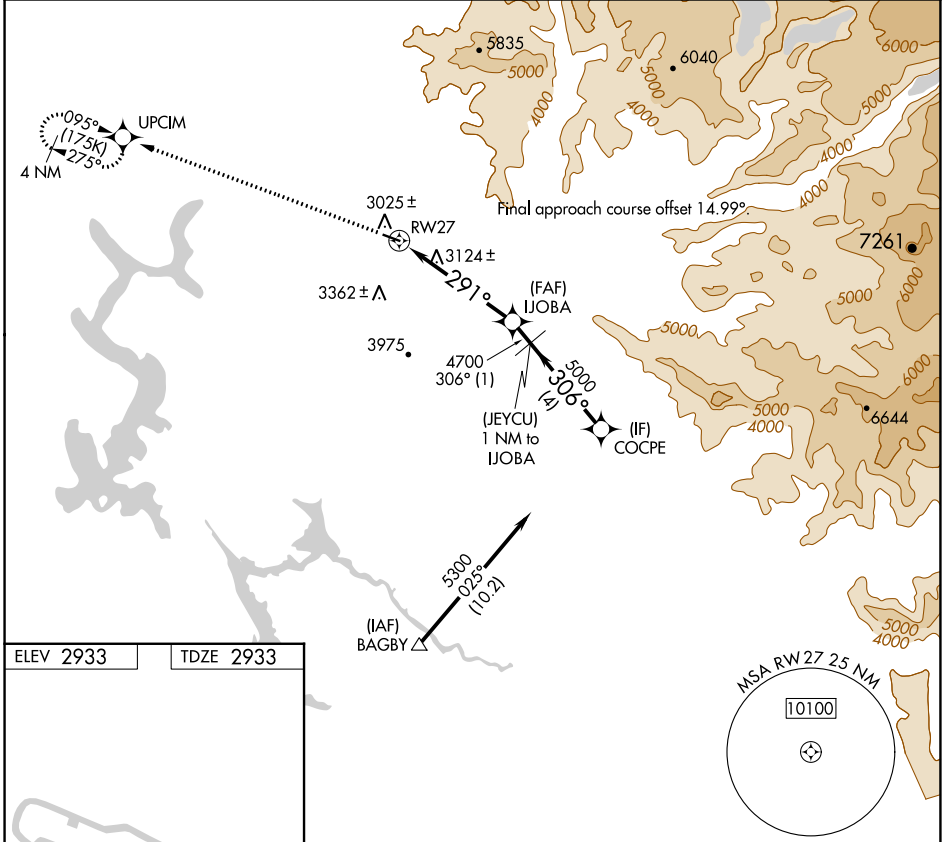 5835
6040
6000
5000
5000
4000
4000
5000
4000
4000
095°
(175K)
275°
4 NM
UPCIM
Final approach course offset 14.99°.
3025 ±
RW27
3124 ±
291°
3362 ±
7261
6000
5000
(FAF)
IJOBA
3975
4700
306° (1)
5000
306°
(4)
(JEYCU)
1 NM to
IJOBA
(IF)
COCPE
5000
6000
5000
4000
6644
5300
025°
(10.2)
(IAF)
BAGBY
5000
4000
ELEV 2933
TDZE 2933
MSA RW27 25 NM
10100